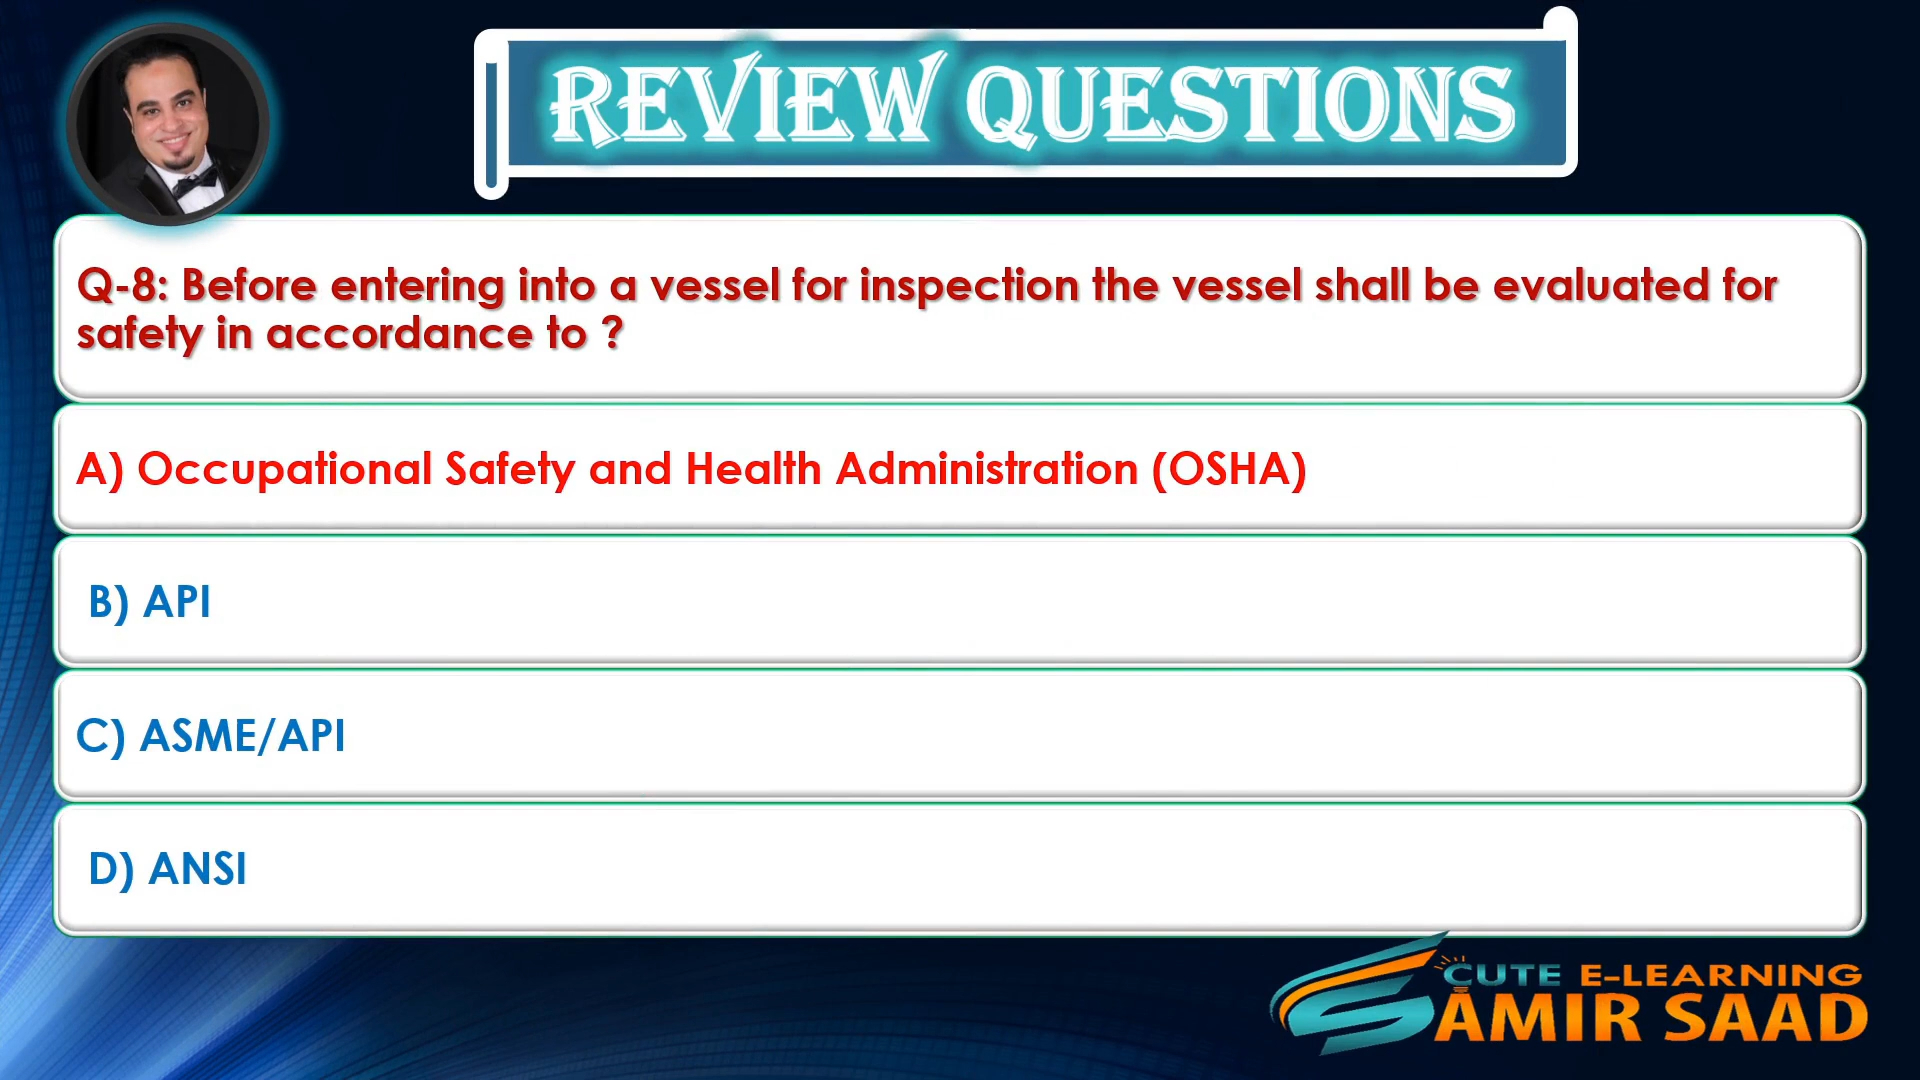 REVIEW QUESTIONS
Q-8: Before entering into a vessel for inspection the vessel shall be evaluated for
safety in accordance to ?
A) Occupational Safety and Health Administration (OSHA)
B) API
C) ASME/API
D) ANSI
CUTE E-LEARNING
AMIR SAAD